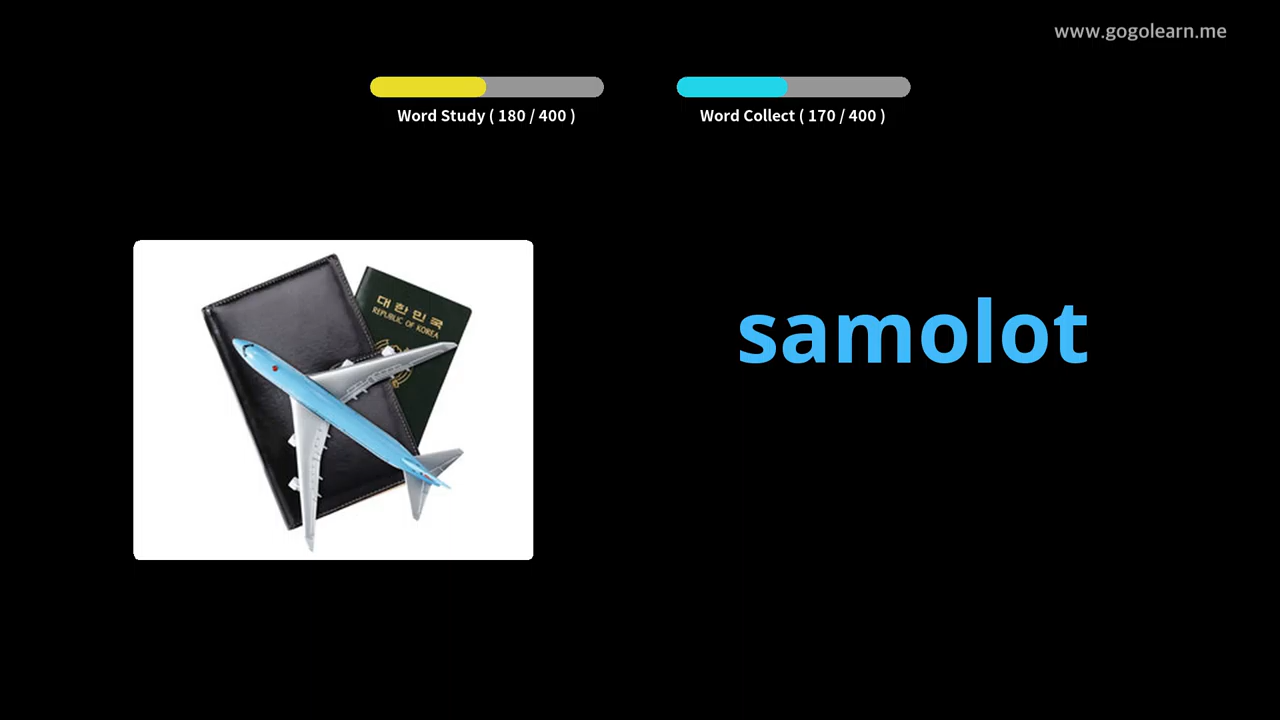 www.gogolearn.me
Word Study ( 180 / 400 )
Word Collect ( 170 / 400 )
대한민국
REPUBLIC OF KOREA
samolot